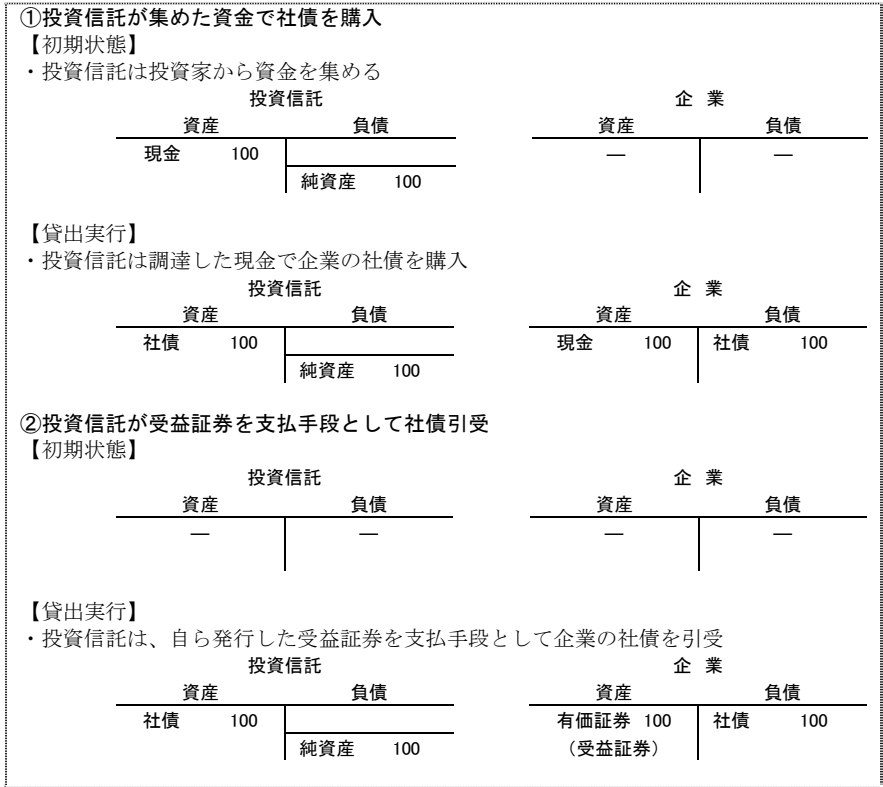 ①投資信託が集めた資金で社債を購入
【初期状態】
・投資信託は投資家から資金を集める
投資信託 企 業
資産 負債 資産 負債
現金 100 ― ―
純資産 100
【貸出実行】
・投資信託は調達した現金で企業の社債を購入
投資信託 企 業
資産 負債 資産 負債
社債 100 現金 100 社債 100
純資産 100
②投資信託が受益証券を支払手段として社債引受
【初期状態】
投資信託 企 業
資産 負債 資産 負債
― ― ― ―
【貸出実行】
・投資信託は、自ら発行した受益証券を支払手段として企業の社債を引受
投資信託 企 業
資産 負債 資産 負債
社債 100 有価証券 100 社債 100
純資産 100 （受益証券）